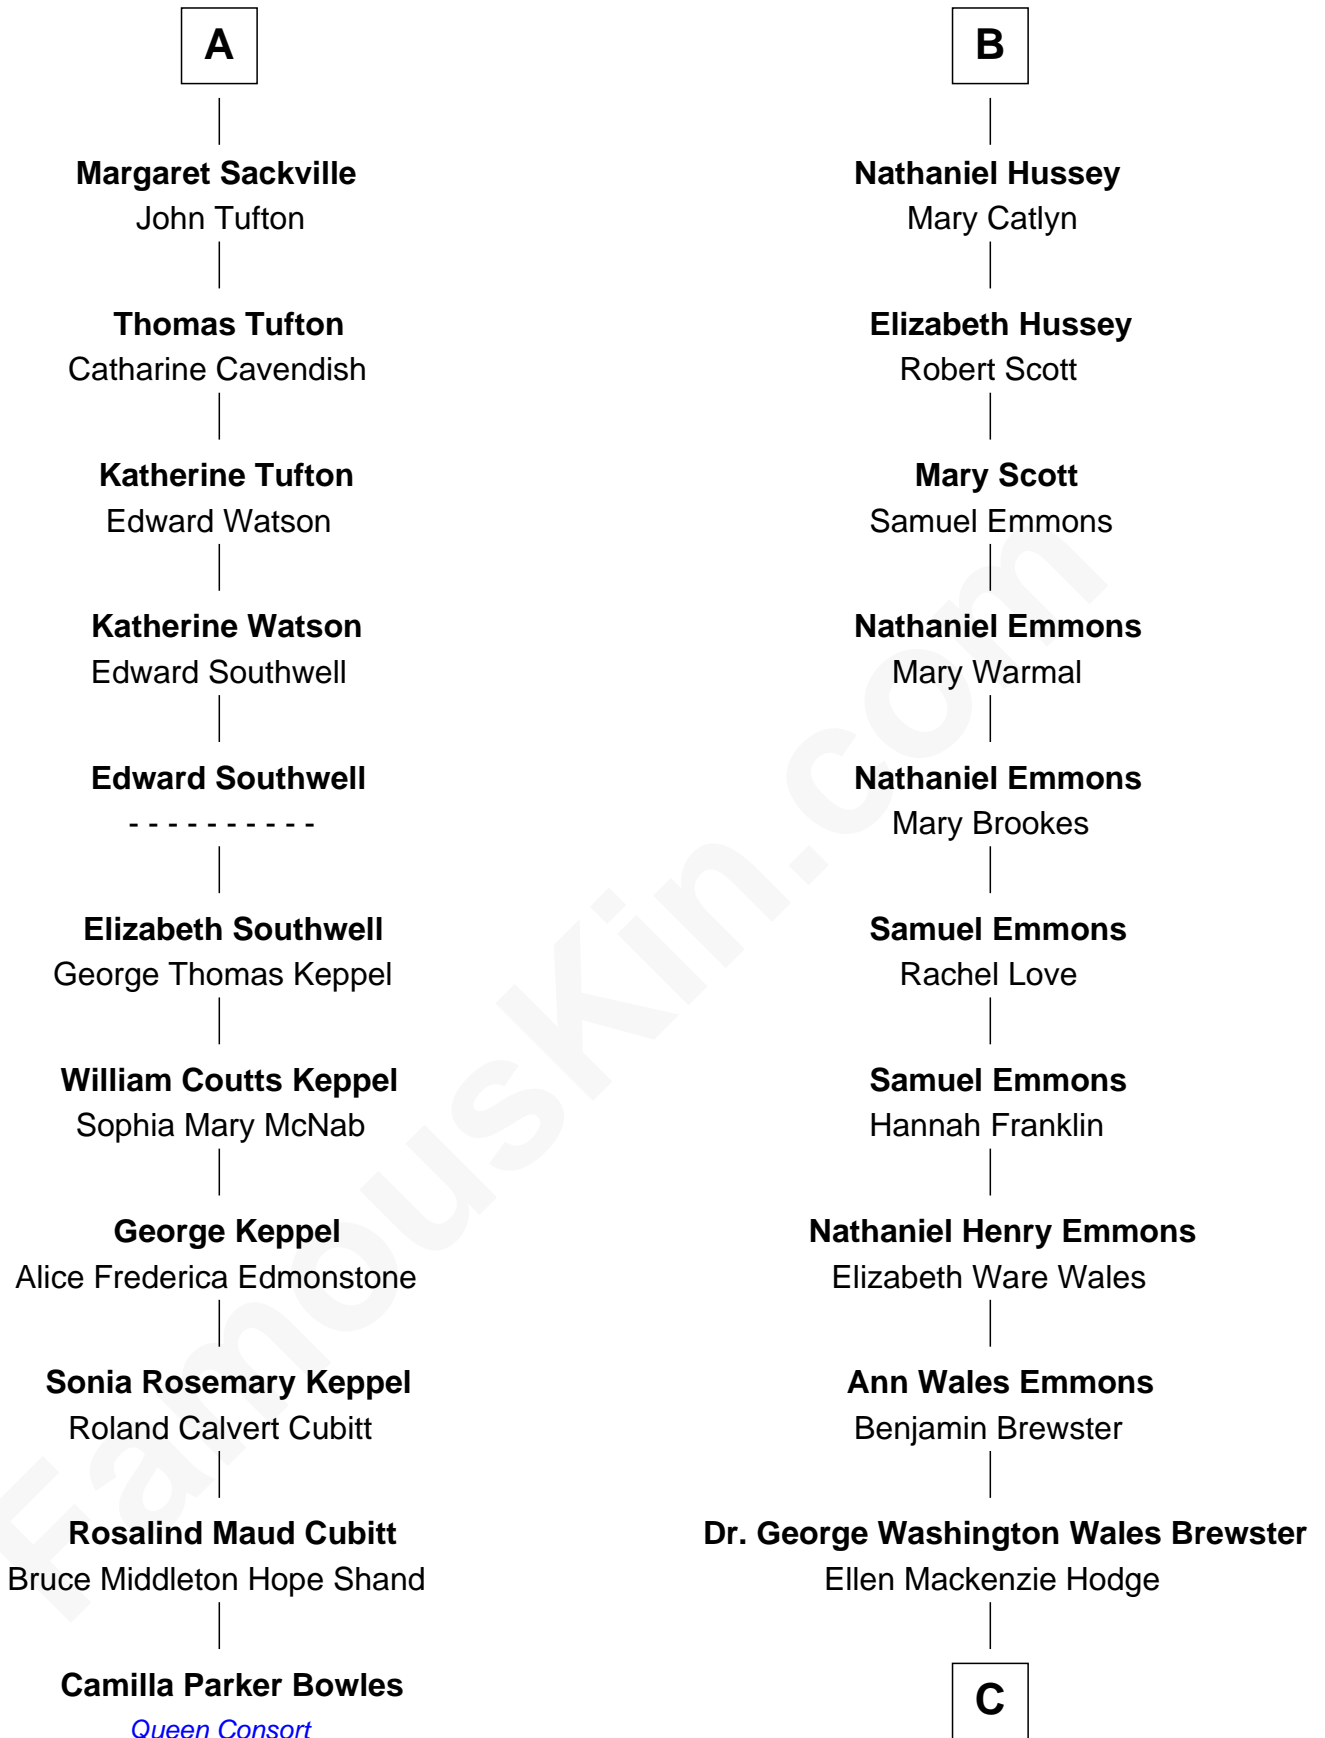 A
Margaret Sackville
John Tufton
Thomas Tufton
Catharine Cavendish
Katherine Tufton
Edward Watson
Katherine Watson
Edward Southwell
Edward Southwell
- - - - - - - - - -
Elizabeth Southwell
George Thomas Keppel
William Coutts Keppel
Sophia Mary McNab
George Keppel
Alice Frederica Edmonstone
Sonia Rosemary Keppel
Roland Calvert Cubitt
Rosalind Maud Cubitt
Bruce Middleton Hope Shand
Camilla Parker Bowles
Queen Consort
B
Nathaniel Hussey
Mary Catlyn
Elizabeth Hussey
Robert Scott
Mary Scott
Samuel Emmons
Nathaniel Emmons
Mary Warmal
Nathaniel Emmons
Mary Brookes
Samuel Emmons
Rachel Love
Samuel Emmons
Hannah Franklin
Nathaniel Henry Emmons
Elizabeth Ware Wales
Ann Wales Emmons
Benjamin Brewster
Dr. George Washington Wales Brewster
Ellen Mackenzie Hodge
C
FamousKin.com